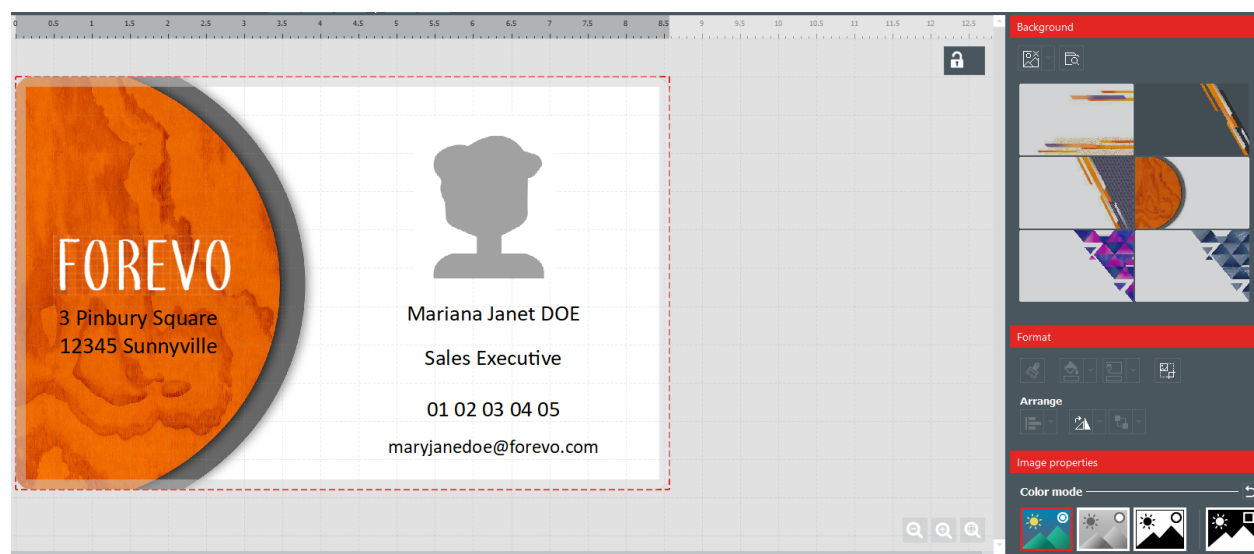 0 0.5 1 1.5 2 2.5 3 3.5 4 4.5 5 5.5 6 6.5 7 7.5 8 8.5 9 9.5 10 10.5 11 11.5 12 12.5
Background
FOREVO
3 Pinbury Square
12345 Sunnyville
Mariana Janet DOE
Sales Executive
01 02 03 04 05
maryjanedoe@forevo.com
Format
Arrange
Image properties
Color mode